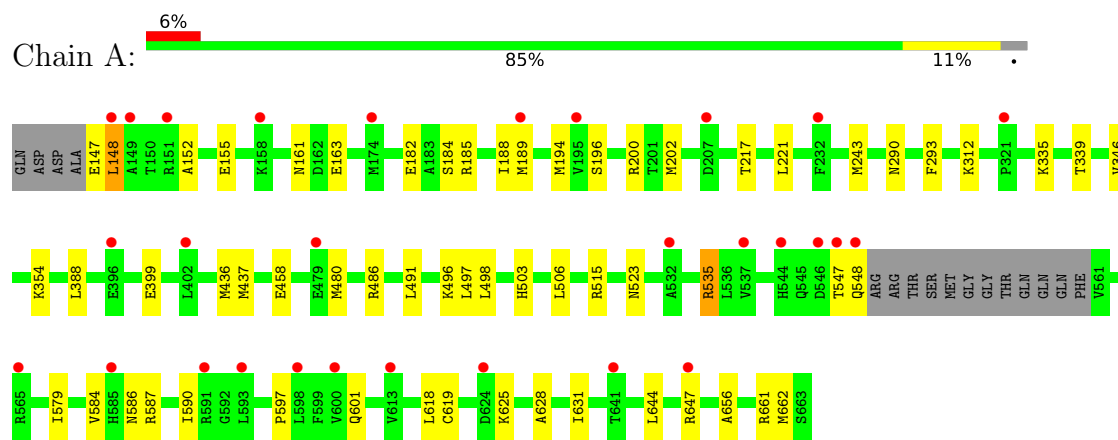 6%
Chain A:
85% 11% •
GLN ASP ASP ALA E147 L148 A149 T150 R151 A152 E155 K158 N161 D162 E163 M174 E182 A183 S184 R185 I188 M189 M194 V195 S196 R200 T201 M202 D207 T217 L221 F232 M243 N290 F293 K312 P321 K335 T339
K354 L388 E396 E399 L402 M436 M437 E458 E479 M480 R486 L491 K496 L497 L498 H503 L506 R515 N523 A532 R535 L536 V537 H544 Q545 D546 T547 Q548 ARG ARG THR SER MET GLY GLY THR GLN GLN GLN PHE V561
R565 I579 V584 H585 N586 R587 I590 R591 G592 L593 P597 L598 F599 V600 Q601 V613 L618 C619 D624 K625 A628 I631 T641 L644 R647 A656 R661 M662 S663